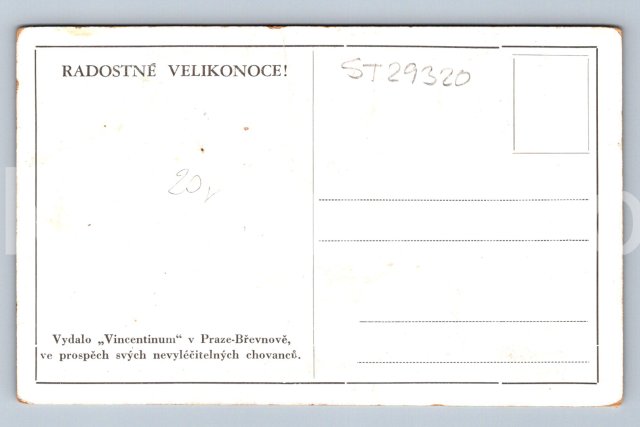 RADOSTNÉ VELIKONOCE!
ST29320
20,
Vydalo „Vincentinum“ v Praze-Břevnově,
ve prospěch svých nevyléčitelných chovanců.